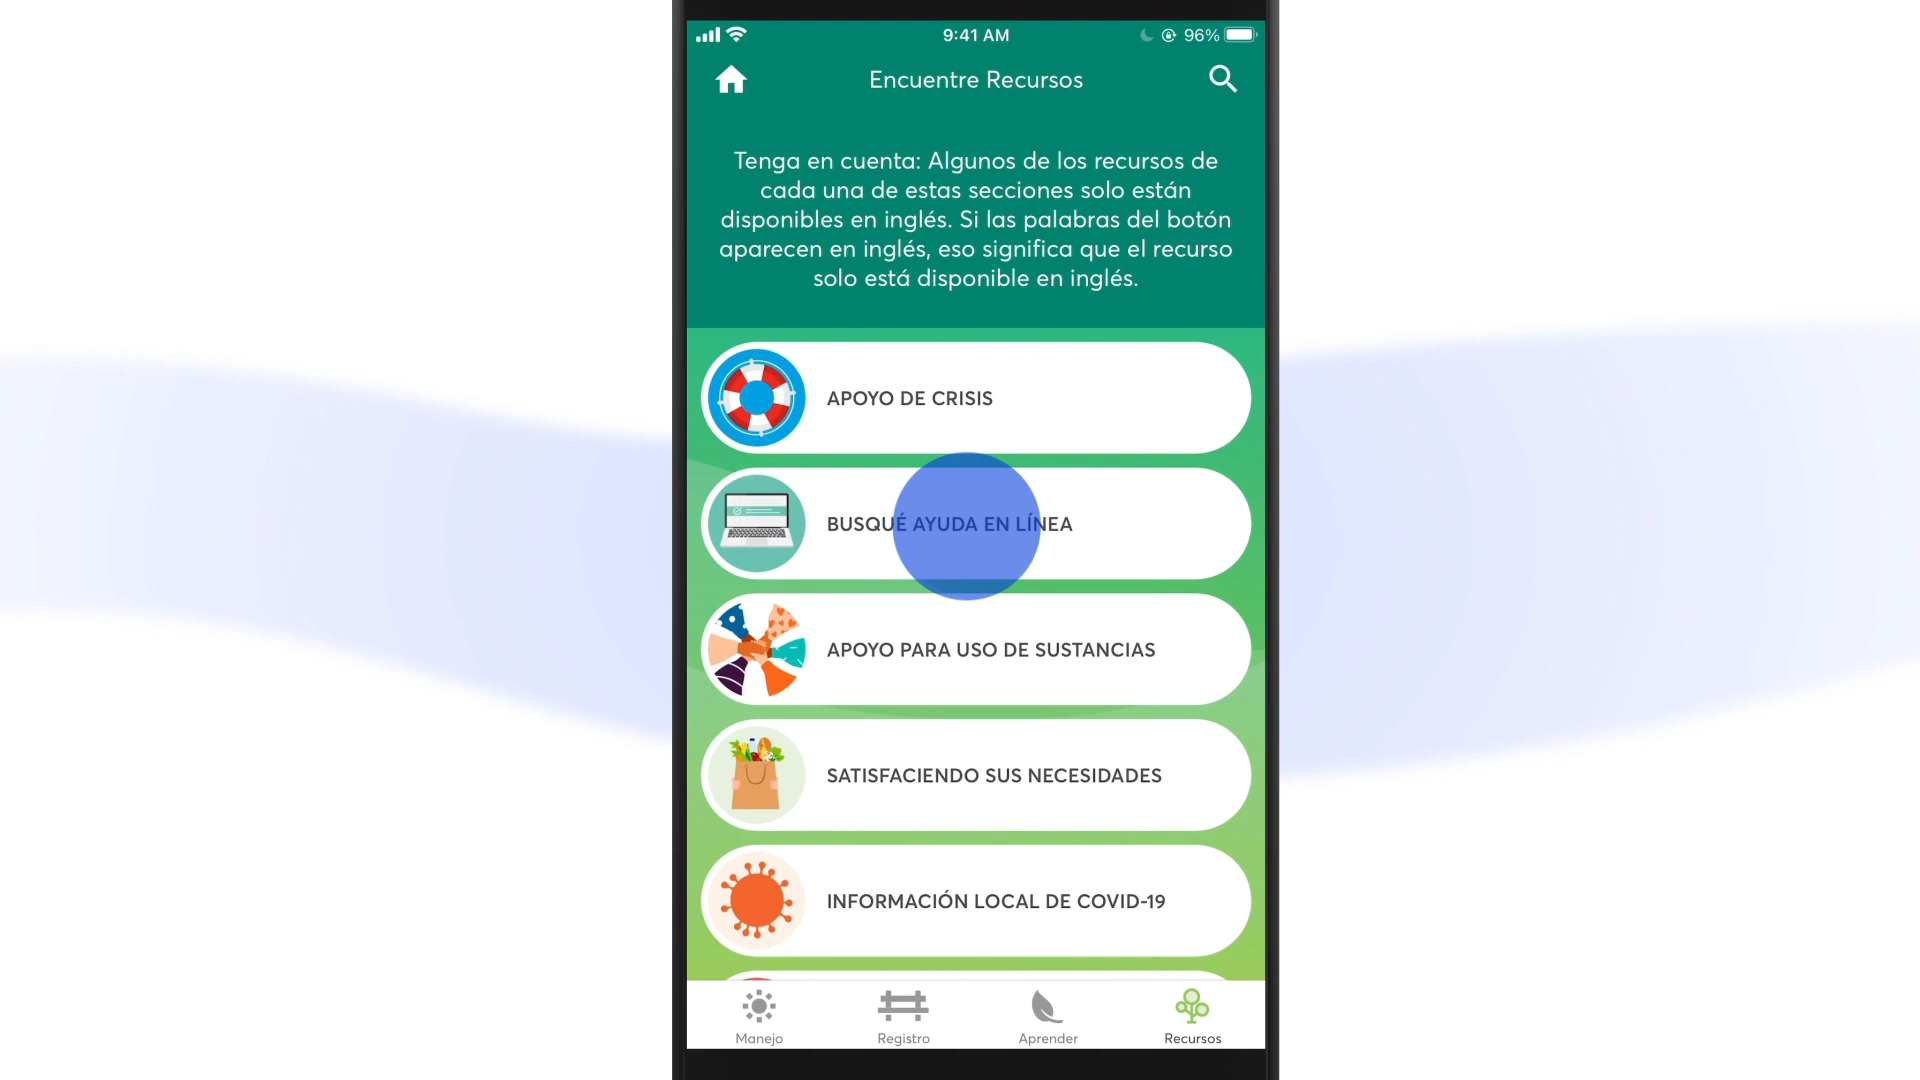 9:41 AM
96%
Encuentre Recursos
Tenga en cuenta: Algunos de los recursos de
cada una de estas secciones solo están
disponibles en inglés. Si las palabras del botón
aparecen en inglés, eso significa que el recurso
solo está disponible en inglés.
APOYO DE CRISIS
BUSQUÉ AYUDA EN LÍNEA
APOYO PARA USO DE SUSTANCIAS
SATISFACIENDO SUS NECESIDADES
INFORMACIÓN LOCAL DE COVID-19
Manejo
Registro
Aprender
Recursos